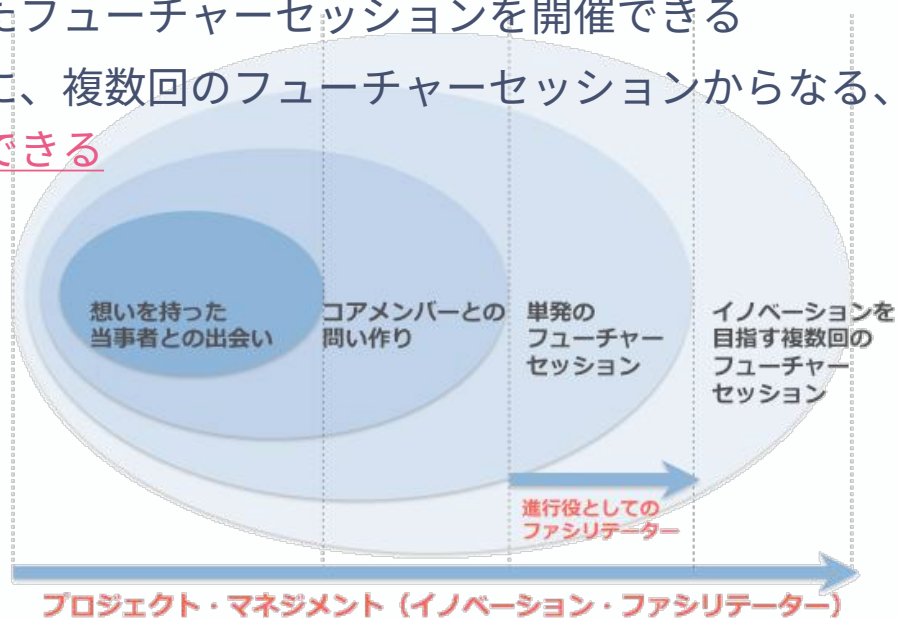 たフューチャーセッションを開催できる
に、複数回のフューチャーセッションからなる、
できる
想いを持った
当事者との出会い
コアメンバーとの
問い作り
単発の
フューチャー
セッション
イノベーションを
目指す複数回の
フューチャー
セッション
進行役としての
ファシリテーター
プロジェクト・マネジメント（イノベーション・ファシリテーター）